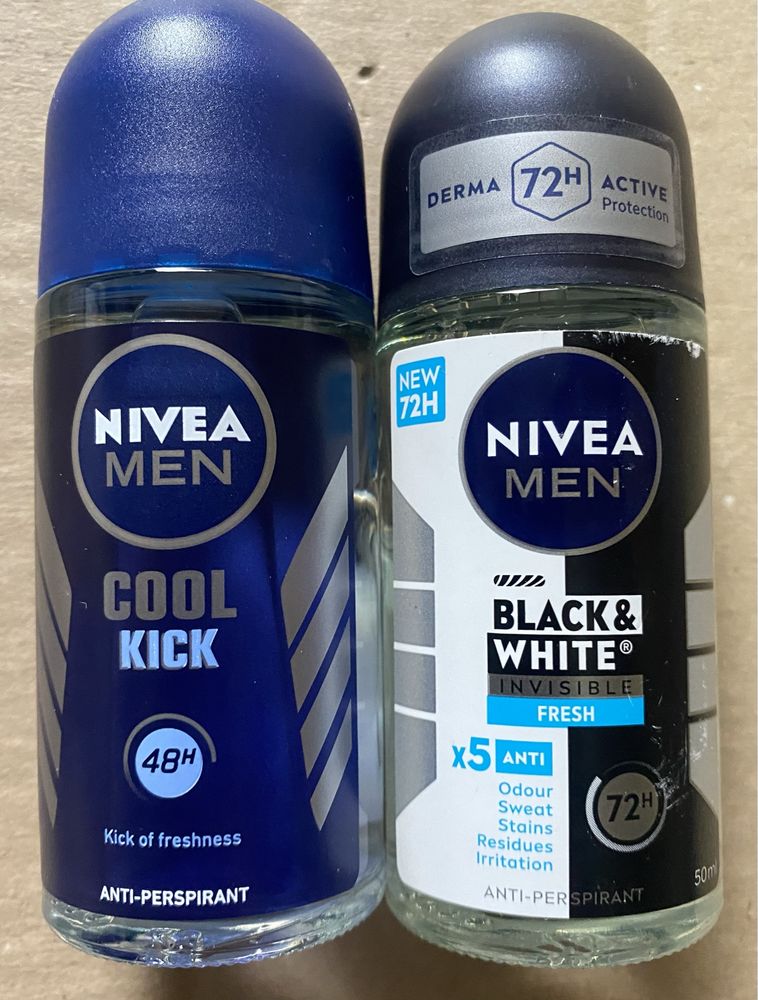 NIVEA
MEN
COOL
KICK
48H
Kick of freshness
ANTI-PERSPIRANT
DERMA 72H ACTIVE
Protection
NEW
72H
NIVEA
MEN
BLACK&
WHITE®
INVISIBLE
FRESH
x5 ANTI
Odour
Sweat
Stains
Residues
Irritation
72H
50ml
ANTI-PERSPIRANT